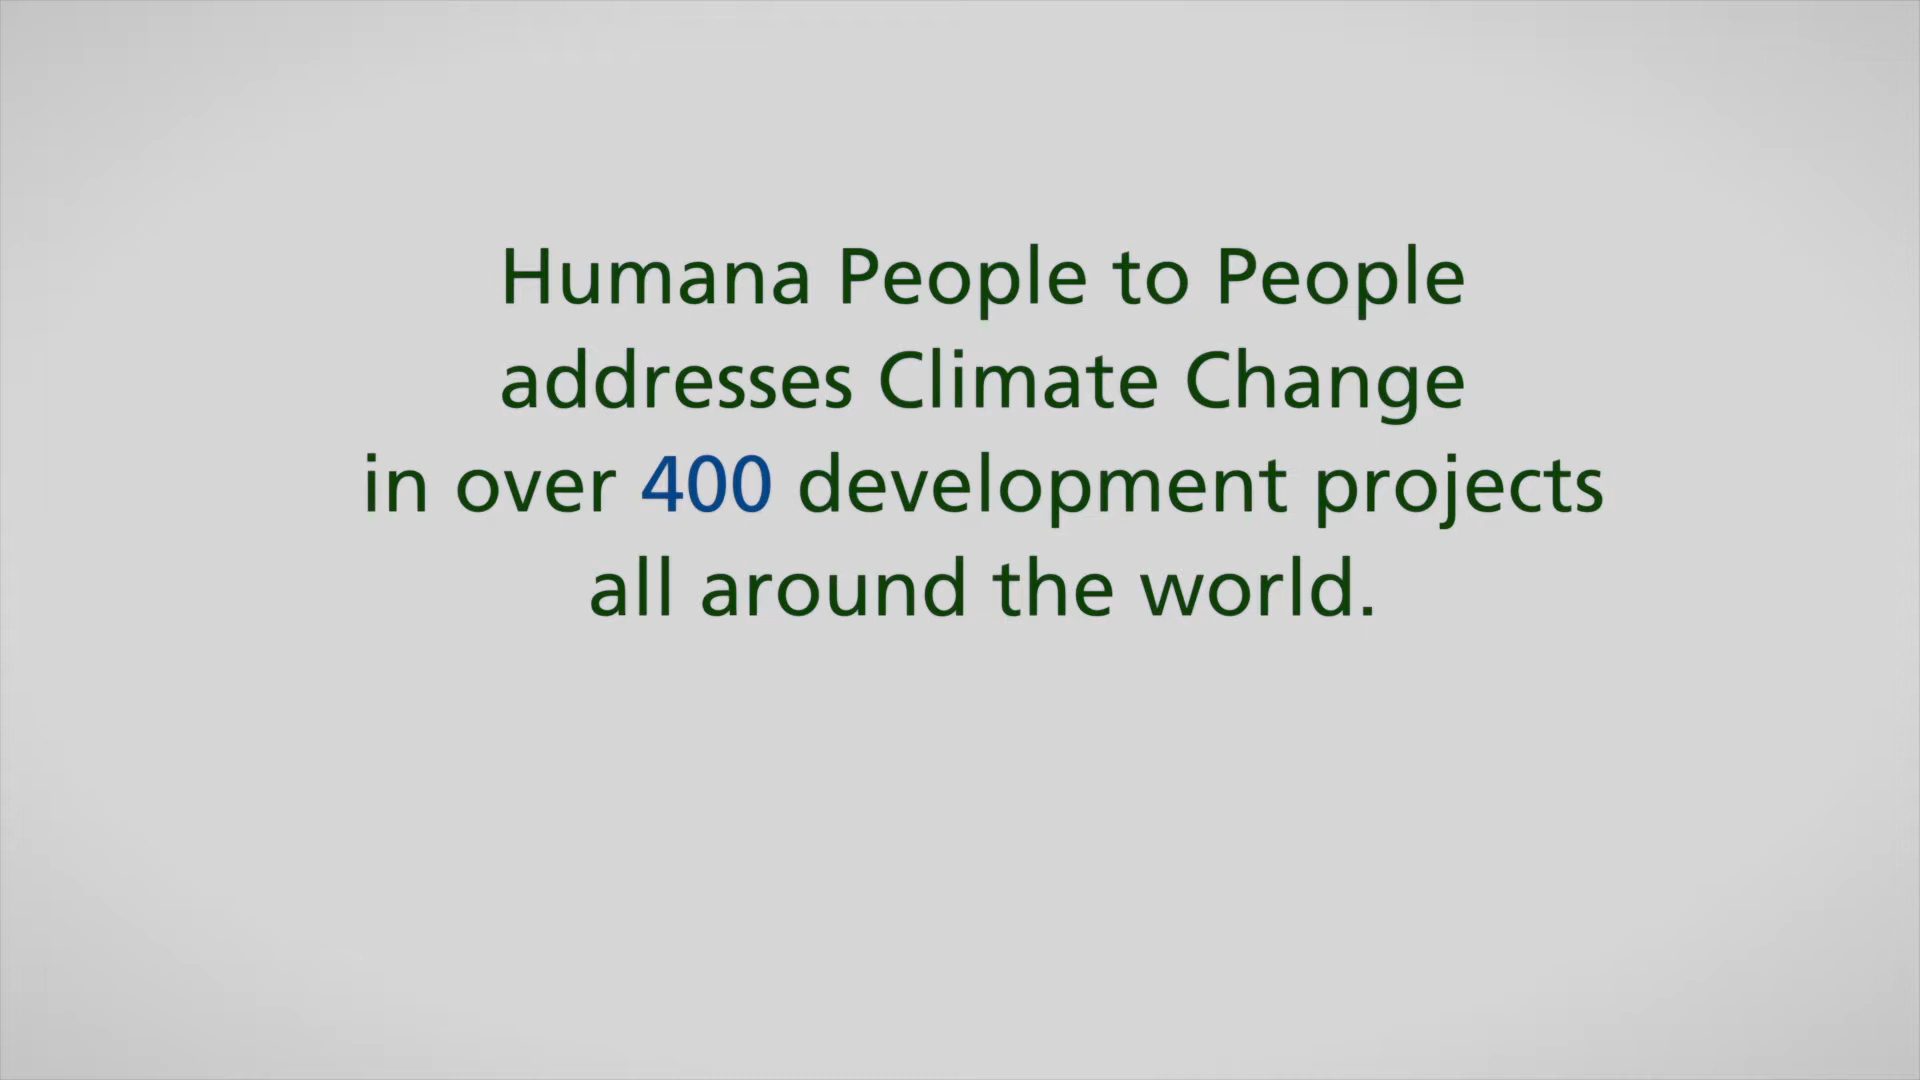 Humana People to People
addresses Climate Change
in over 400 development projects
all around the world.